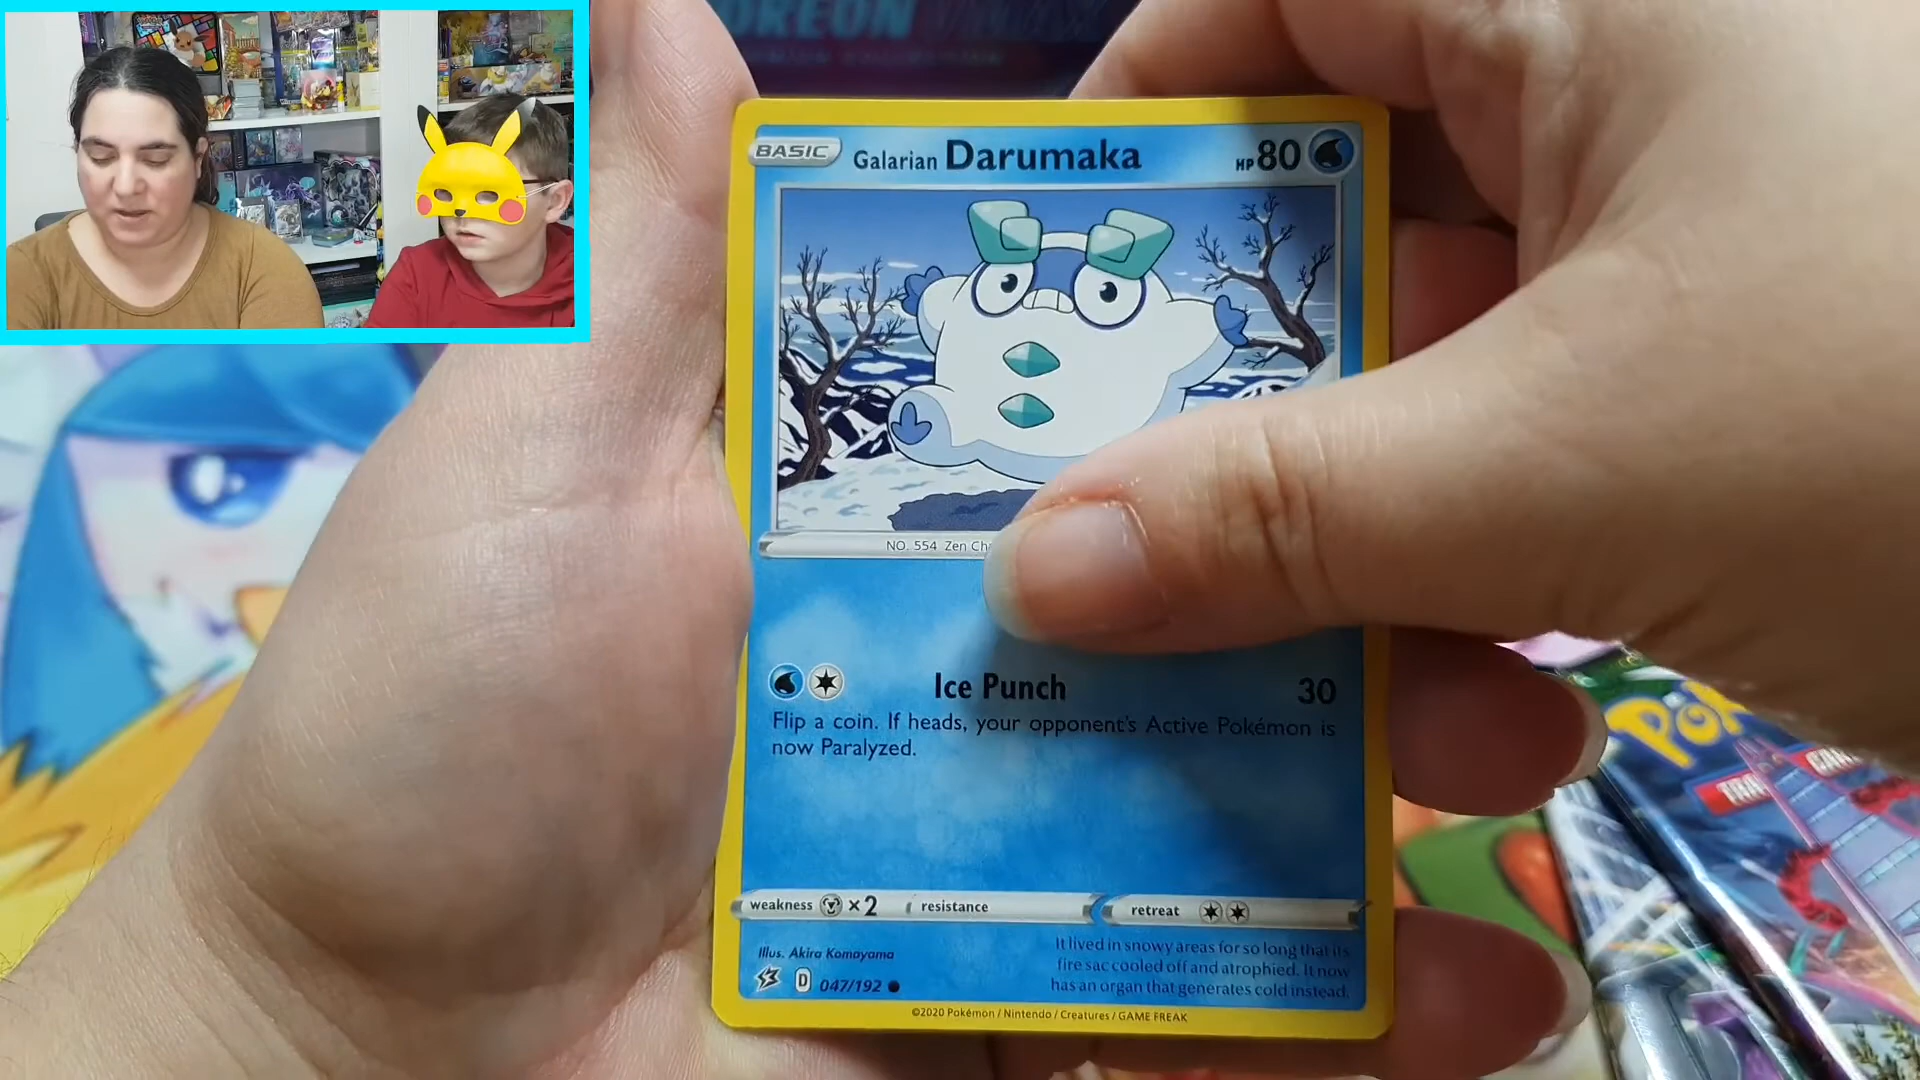 BASIC
Galarian Darumaka
HP 80
NO. 554 Zen Ch
Ice Punch 30
Flip a coin. If heads, your opponent's Active Pokémon is
now Paralyzed.
weakness ×2 resistance retreat
Illus. Akira Komayama
D 047/192
It lived in snowy areas for so long that its
fire sac cooled off and atrophied. It now
has an organ that generates cold instead.
©2020 Pokémon / Nintendo / Creatures / GAME FREAK